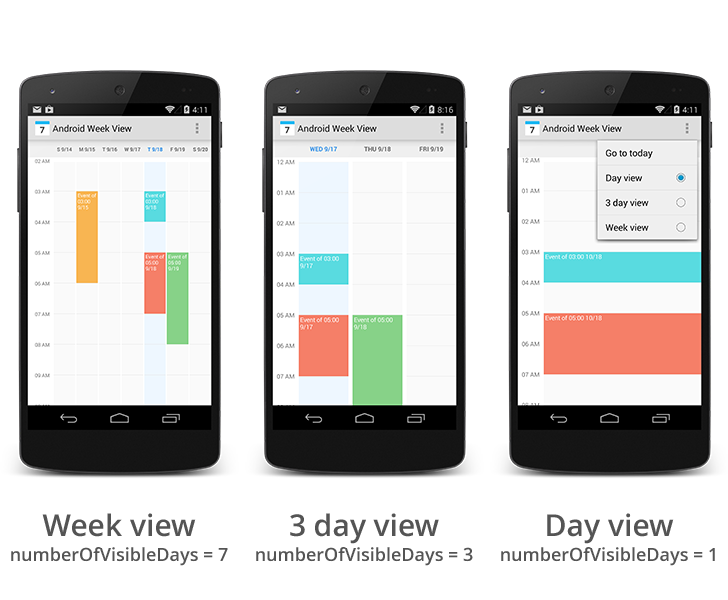 4:11
7 Android Week View
S 9/14 M 9/15 T 9/16 W 9/17 T 9/18 F 9/19 S 9/20
02 AM
03 AM
Event of
03:00
9/15
Event of
03:00
9/18
04 AM
05 AM
Event of
05:00
9/18
Event of
05:00
9/19
06 AM
07 AM
08 AM
09 AM
8:16
7 Android Week View
WED 9/17 THU 9/18 FRI 9/19
12 AM
01 AM
02 AM
03 AM
Event of 03:00
9/17
04 AM
05 AM
Event of 05:00
9/17
Event of 05:00
9/18
06 AM
07 AM
4:11
7 Android Week View
Go to today
Day view
3 day view
Week view
12 AM
01 AM
02 AM
03 AM
Event of 03:00 10/18
04 AM
05 AM
Event of 05:00 10/18
06 AM
07 AM
08 AM
Week view
numberOfVisibleDays = 7
3 day view
numberOfVisibleDays = 3
Day view
numberOfVisibleDays = 1